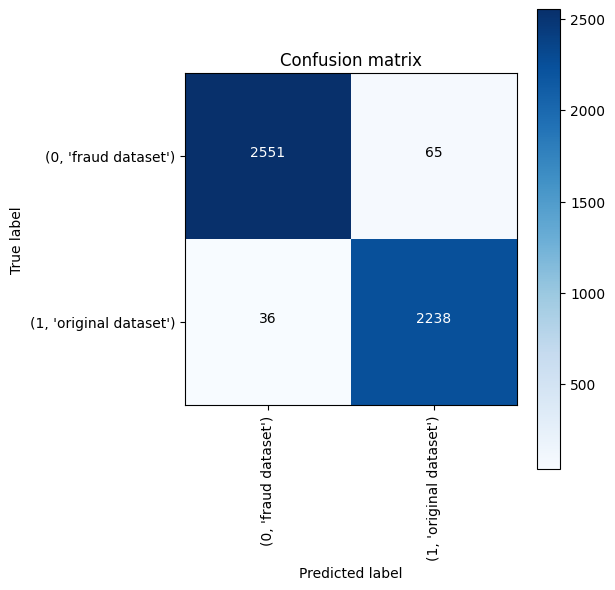 Confusion matrix
True label
(0, 'fraud dataset')
(1, 'original dataset')
2551
65
36
2238
(0, 'fraud dataset')
(1, 'original dataset')
Predicted label
2500
2000
1500
1000
500